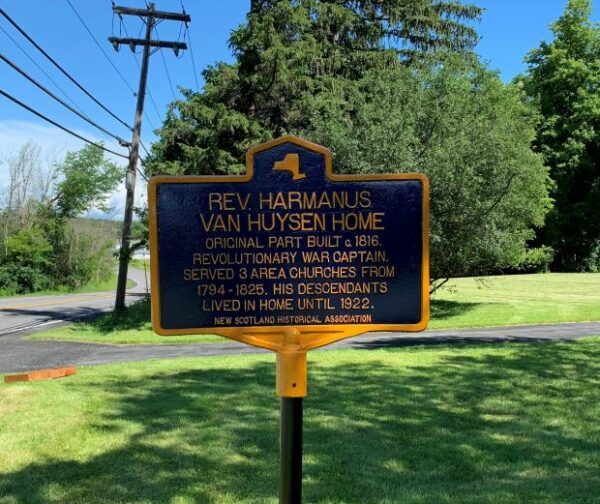 REV. HARMANUS
VAN HUYSEN HOME
ORIGINAL PART BUILT c.1816.
REVOLUTIONARY WAR CAPTAIN.
SERVED 3 AREA CHURCHES FROM
1794-1825. HIS DESCENDANTS
LIVED IN HOME UNTIL 1922.
NEW SCOTLAND HISTORICAL ASSOCIATION